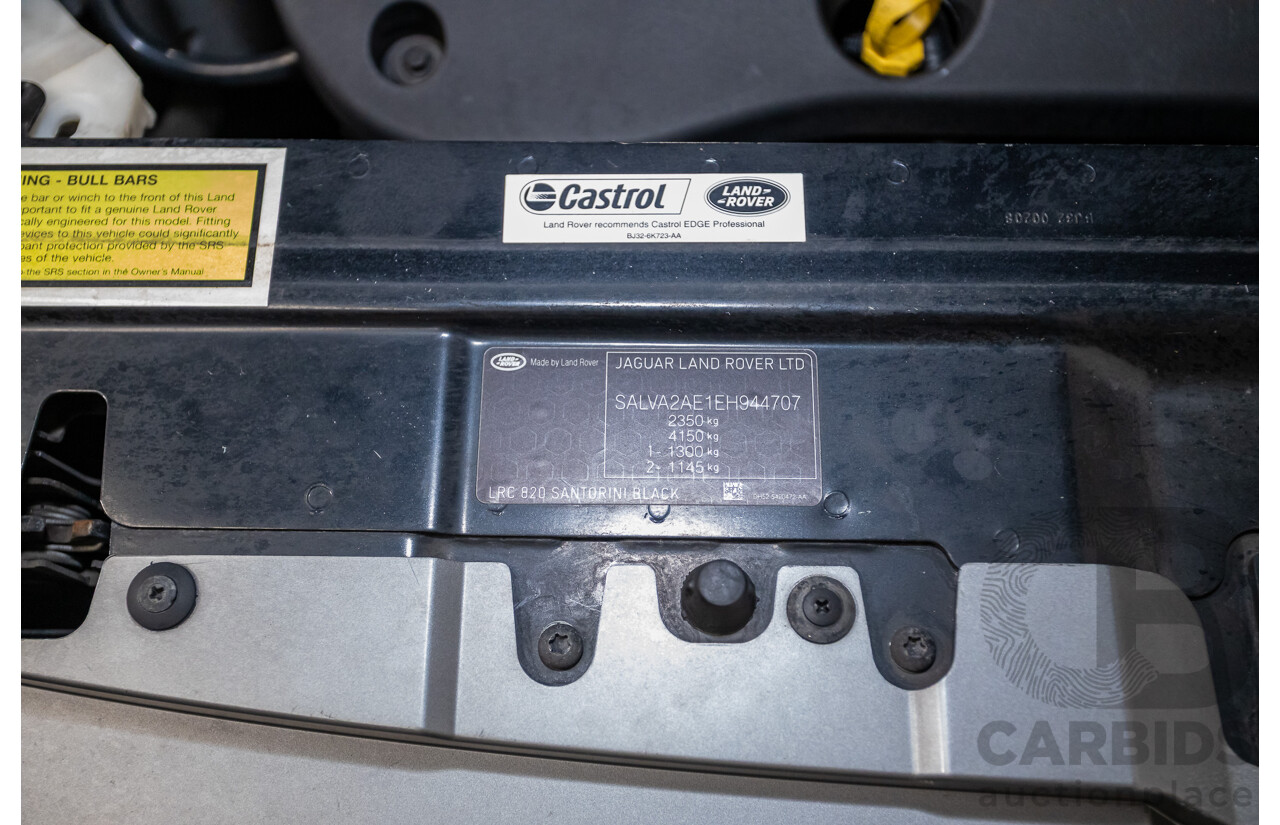 ING - BULL BARS
e bar or winch to the front of this Land
portant to fit a genuine Land Rover
cally engineered for this model. Fitting
evices to this vehicle could significantly
pant protection provided by the SRS
es of the vehicle.
the SRS section in the Owner's Manual
Castrol
LAND-
ROVER
Land Rover recommends Castrol EDGE Professional
BJ32-6K723-AA
LAND-
ROVER
Made by Land Rover
JAGUAR LAND ROVER LTD
SALVA2AE1EH944707
2350 kg
4150 kg
1- 1300 kg
2- 1145 kg
LRC 820 SANTORINI BLACK
CB
CARBIDS
auctionplace